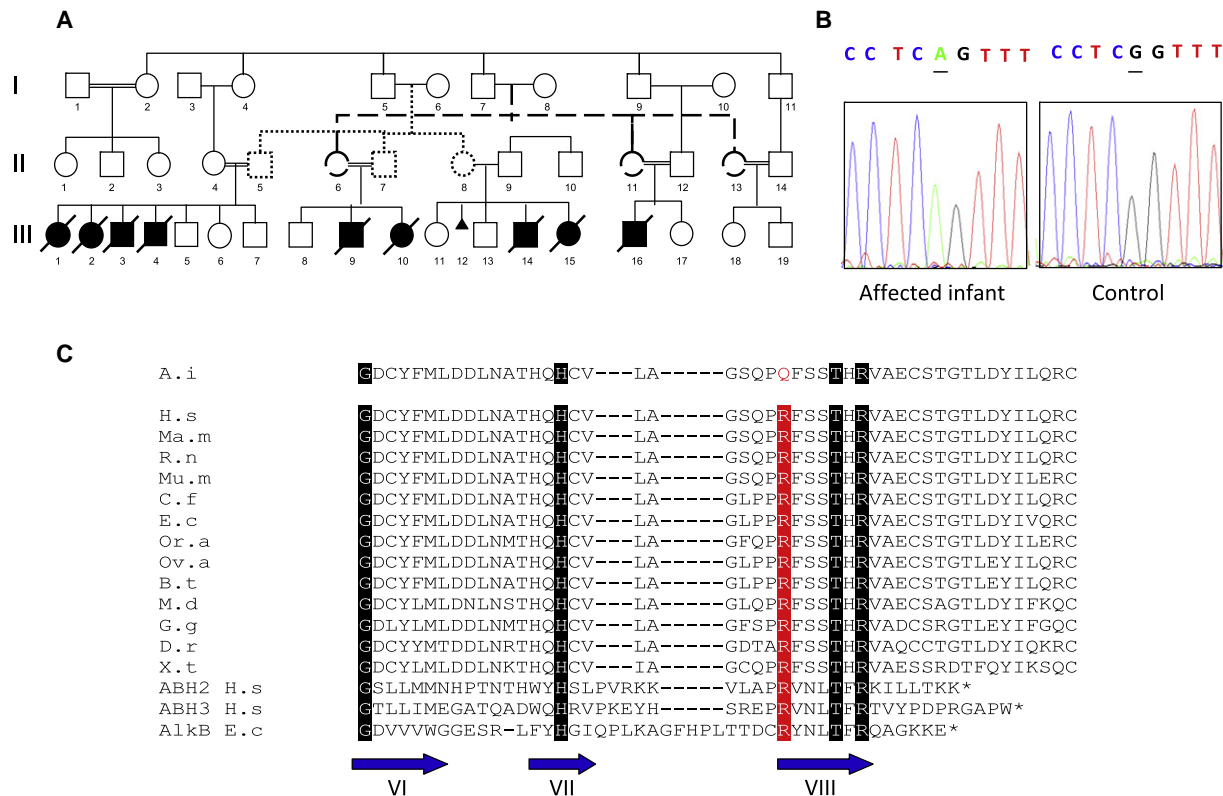 A
I
1 2 3 4 5 6 7 8 9 10 11
II
1 2 3 4 5 6 7 8 9 10 11 12 13 14
III
1 2 3 4 5 6 7 8 9 10 11 12 13 14 15 16 17 18 19
B
C C T C A G T T T
C C T C G G T T T
Affected infant
Control
C
A.i GDCYFMLDDLNATHQHCV---LA------GSQPQFSSTHRVAECSTGTLDYILQRC
H.s GDCYFMLDDLNATHQHCV---LA------GSQPRFSSTHRVAECSTGTLDYILQRC
Ma.m GDCYFMLDDLNATHQHCV---LA------GSQPRFSSTHRVAECSTGTLDYILQRC
R.n GDCYFMLDDLNATHQHCV---LA------GSQPRFSSTHRVAECSTGTLDYILQRC
Mu.m GDCYFMLDDLNATHQHCV---LA------GSQPRFSSTHRVAECSTGTLDYILERC
C.f GDCYFMLDDLNATHQHCV---LA------GLPPRFSSTHRVAECSTGTLDYILQRC
E.c GDCYFMLDDLNATHQHCV---LA------GLPPRFSSTHRVAECSTGTLDYIVQRC
Or.a GDCYFMLDDLNMTHQHCV---LA------GFQPRFSSTHRVAECSTGTLDYILERC
Ov.a GDCYFMLDDLNATHQHCV---LA------GLPPRFSSTHRVAECSTGTLEYILQRC
B.t GDCYFMLDDLNATHQHCV---LA------GLPPRFSSTHRVAECSTGTLEYILQRC
M.d GDCYLMLDNLNSTHQHCV---LA------GLQPRFSSTHRVAECSAGTLDYIFKQC
G.g GDLYLMLDDLNMTHQHCV---LA------GFSPRFSSTHRVADCSRGTLEYIFGQC
D.r GDCYYMTDDLNRTHQHCV---LA------GDTARFSSTHRVAQCCTGTLDYIQKRC
X.t GDCYLMLDDLNKTHQHCV---IA------GCQPRFSSTHRVAESSRDTFQYIKSQC
ABH2 H.s GSLLMMNHPTNTHWYHSLPVRKK------VLAPRVNLTFRKILLTKK*
ABH3 H.s GTLLIMEGATQADWQHRVPKEYH------SREPRVNLTFRTVYPDPRGAPW*
AlkB E.c GDVVVWGGESR-LFYHGIQPLKAGFHPLTTDCRYNLTFRQAGKKE*
VI VII VIII